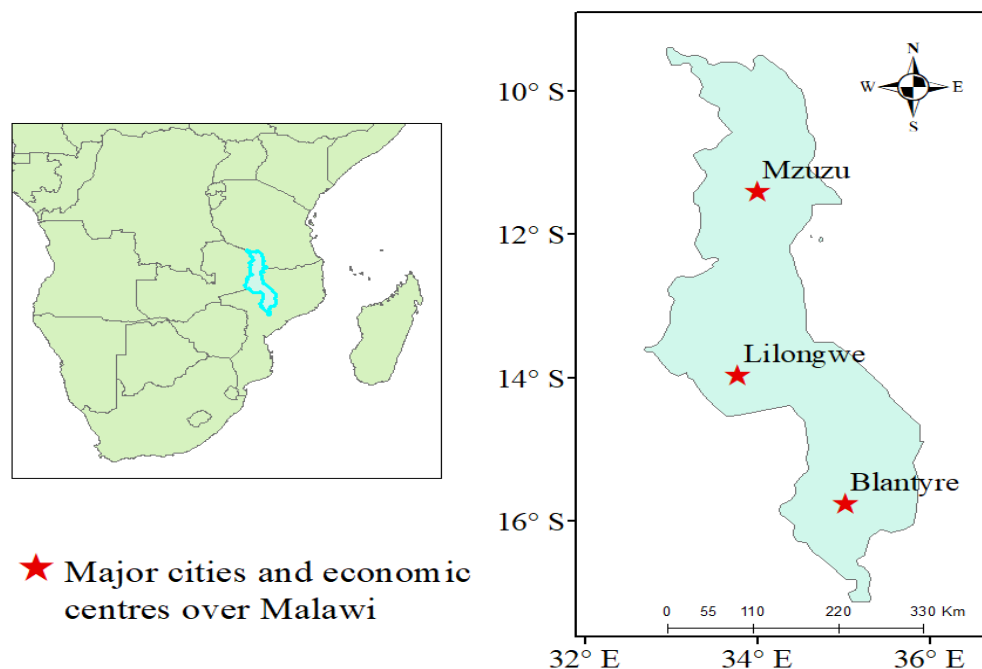 Major cities and economic
centres over Malawi
N
W E
S
10° S
12° S
14° S
16° S
Mzuzu
Lilongwe
Blantyre
0 55 110 220 330 Km
32° E 34° E 36° E